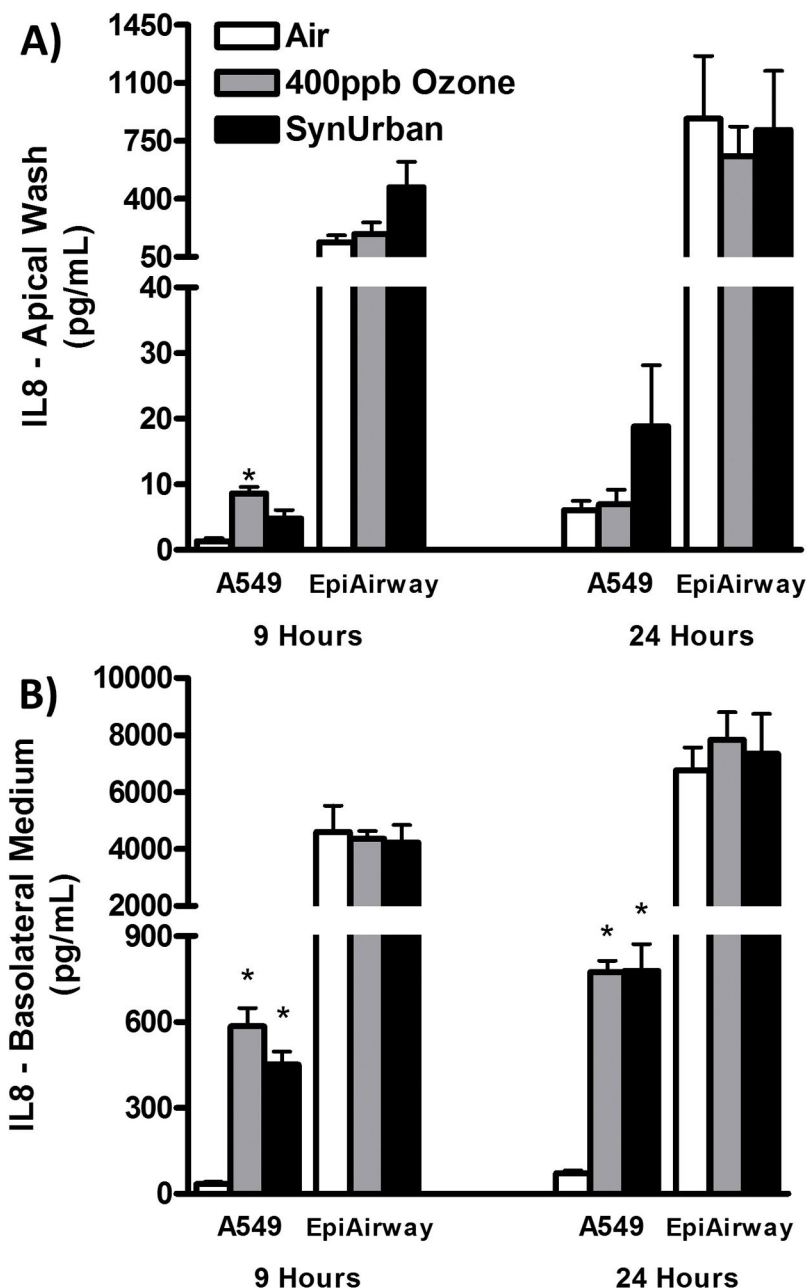 A)
Air
400ppb Ozone
SynUrban
IL8 - Apical Wash
(pg/mL)
1450
1100
750
400
50
40
30
20
10
0
*
A549 EpiAirway A549 EpiAirway
9 Hours 24 Hours
B)
IL8 - Basolateral Medium
(pg/mL)
10000
8000
6000
4000
2000
900
600
300
0
* * * *
A549 EpiAirway A549 EpiAirway
9 Hours 24 Hours